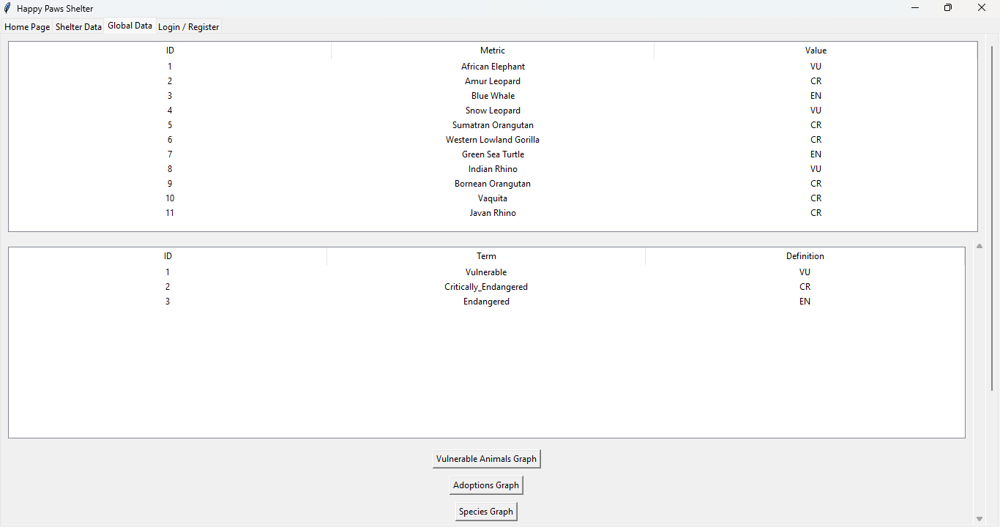 Happy Paws Shelter
Home Page Shelter Data Global Data Login / Register
ID Metric Value
1 African Elephant VU
2 Amur Leopard CR
3 Blue Whale EN
4 Snow Leopard VU
5 Sumatran Orangutan CR
6 Western Lowland Gorilla CR
7 Green Sea Turtle EN
8 Indian Rhino VU
9 Bornean Orangutan CR
10 Vaquita CR
11 Javan Rhino CR
ID Term Definition
1 Vulnerable VU
2 Critically_Endangered CR
3 Endangered EN
Vulnerable Animals Graph
Adoptions Graph
Species Graph